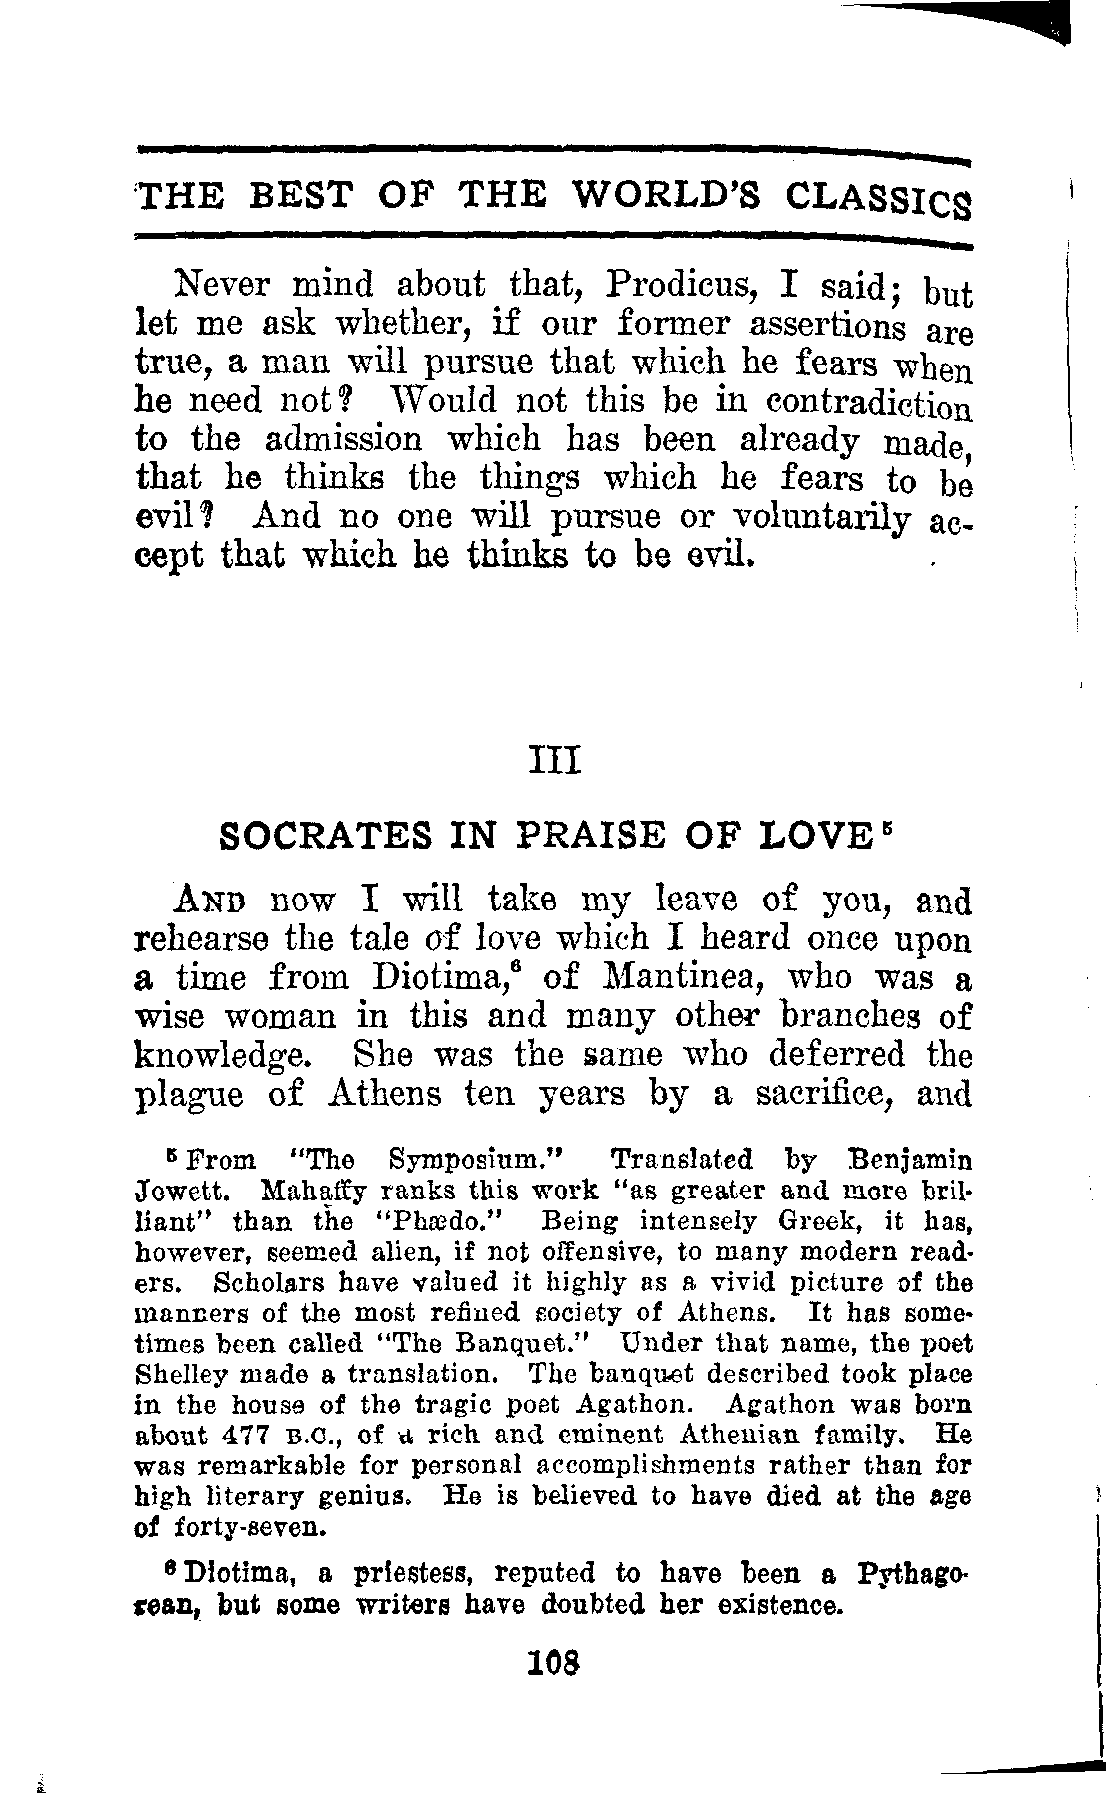 THE BEST OF THE WORLD'S CLASSICS
Never mind about that, Prodicus, I said; but
let me ask whether, if our former assertions are
true, a man will pursue that which he fears when
he need not? Would not this be in contradiction
to the admission which has been already made,
that he thinks the things which he fears to be
evil? And no one will pursue or voluntarily ac-
cept that which he thinks to be evil.
III
SOCRATES IN PRAISE OF LOVE⁵
AND now I will take my leave of you, and
rehearse the tale of love which I heard once upon
a time from Diotima,⁶ of Mantinea, who was a
wise woman in this and many other branches of
knowledge. She was the same who deferred the
plague of Athens ten years by a sacrifice, and
⁵ From "The Symposium." Translated by Benjamin
Jowett. Mahaffy ranks this work "as greater and more bril-
liant" than the "Phædo." Being intensely Greek, it has,
however, seemed alien, if not offensive, to many modern read-
ers. Scholars have valued it highly as a vivid picture of the
manners of the most refined society of Athens. It has some-
times been called "The Banquet." Under that name, the poet
Shelley made a translation. The banquet described took place
in the house of the tragic poet Agathon. Agathon was born
about 477 B.C., of a rich and eminent Athenian family. He
was remarkable for personal accomplishments rather than for
high literary genius. He is believed to have died at the age
of forty-seven.
⁶ Diotima, a priestess, reputed to have been a Pythago-
rean, but some writers have doubted her existence.
108